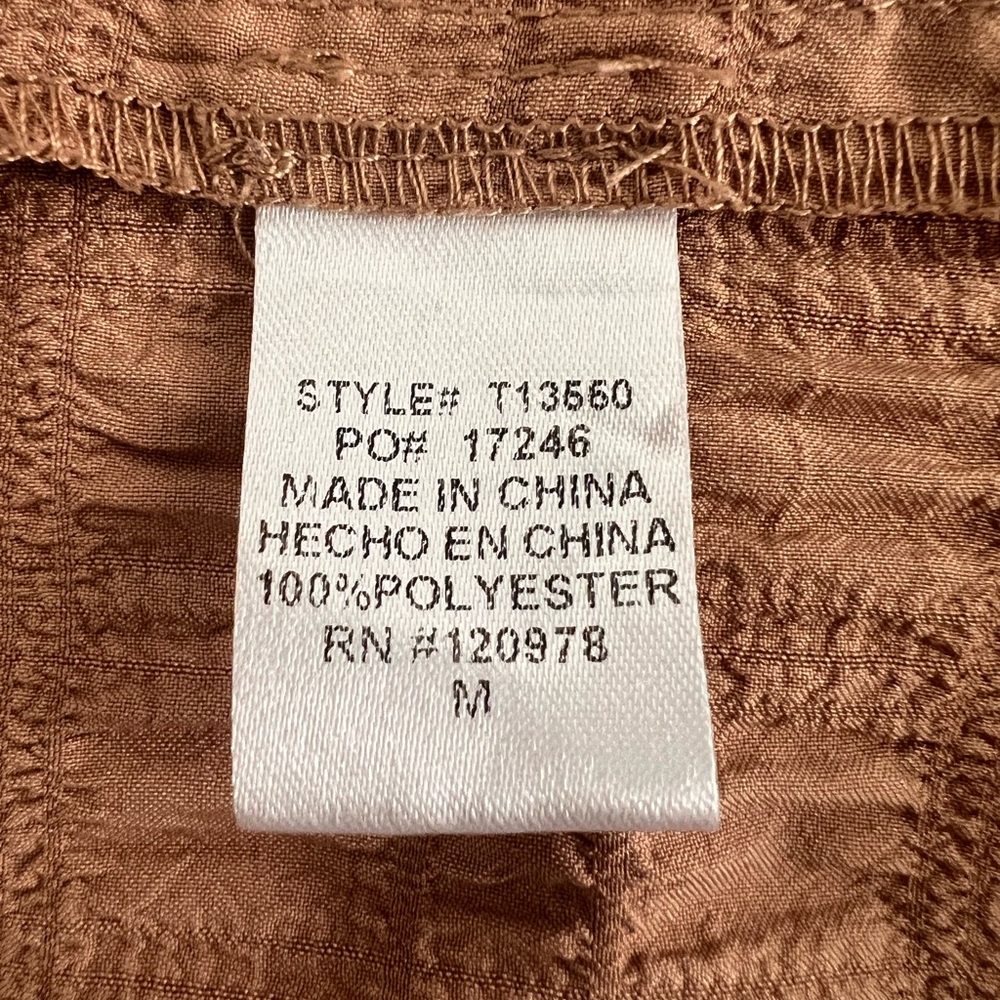 STYLE# T13560
PO# 17246
MADE IN CHINA
HECHO EN CHINA
100%POLYESTER
RN #120978
M